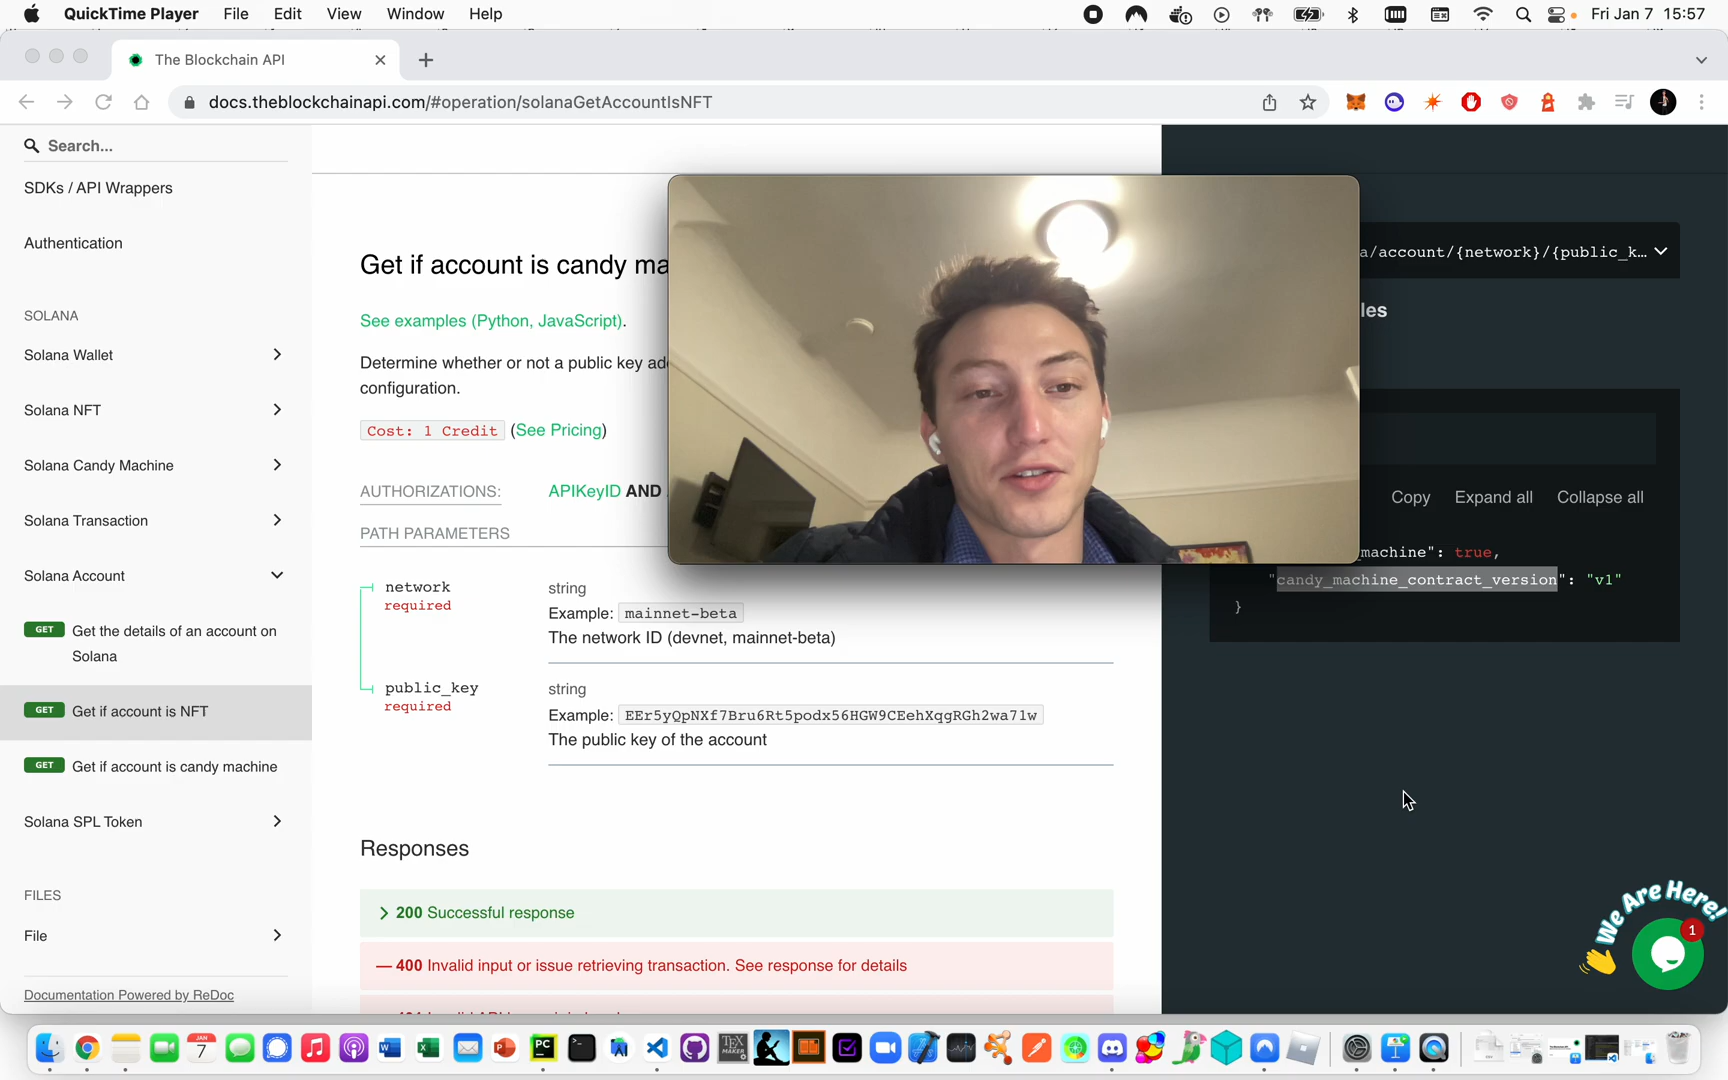 QuickTime Player File Edit View Window Help Fri Jan 7 15:57
The Blockchain API
docs.theblockchainapi.com/#operation/solanaGetAccountIsNFT
Search...
SDKs / API Wrappers
Authentication
SOLANA
Solana Wallet
Solana NFT
Solana Candy Machine
Solana Transaction
Solana Account
GET Get the details of an account on
Solana
GET Get if account is NFT
GET Get if account is candy machine
Solana SPL Token
FILES
File
Documentation Powered by ReDoc
Get if account is candy ma
See examples (Python, JavaScript).
Determine whether or not a public key ad
configuration.
Cost: 1 Credit (See Pricing)
AUTHORIZATIONS: APIKeyID AND
PATH PARAMETERS
network string
required
Example: mainnet-beta
The network ID (devnet, mainnet-beta)
public_key string
required
Example: EEr5yQpNXf7Bru6Rt5podx56HGW9CEehXqgRGh2wa71w
The public key of the account
Responses
200 Successful response
400 Invalid input or issue retrieving transaction. See response for details
a/account/{network}/{public_k...
les
Copy Expand all Collapse all
machine": true,
"candy_machine_contract_version": "v1"
}
We Are Here!
1
JAN
7
PC
TEX
MAKER